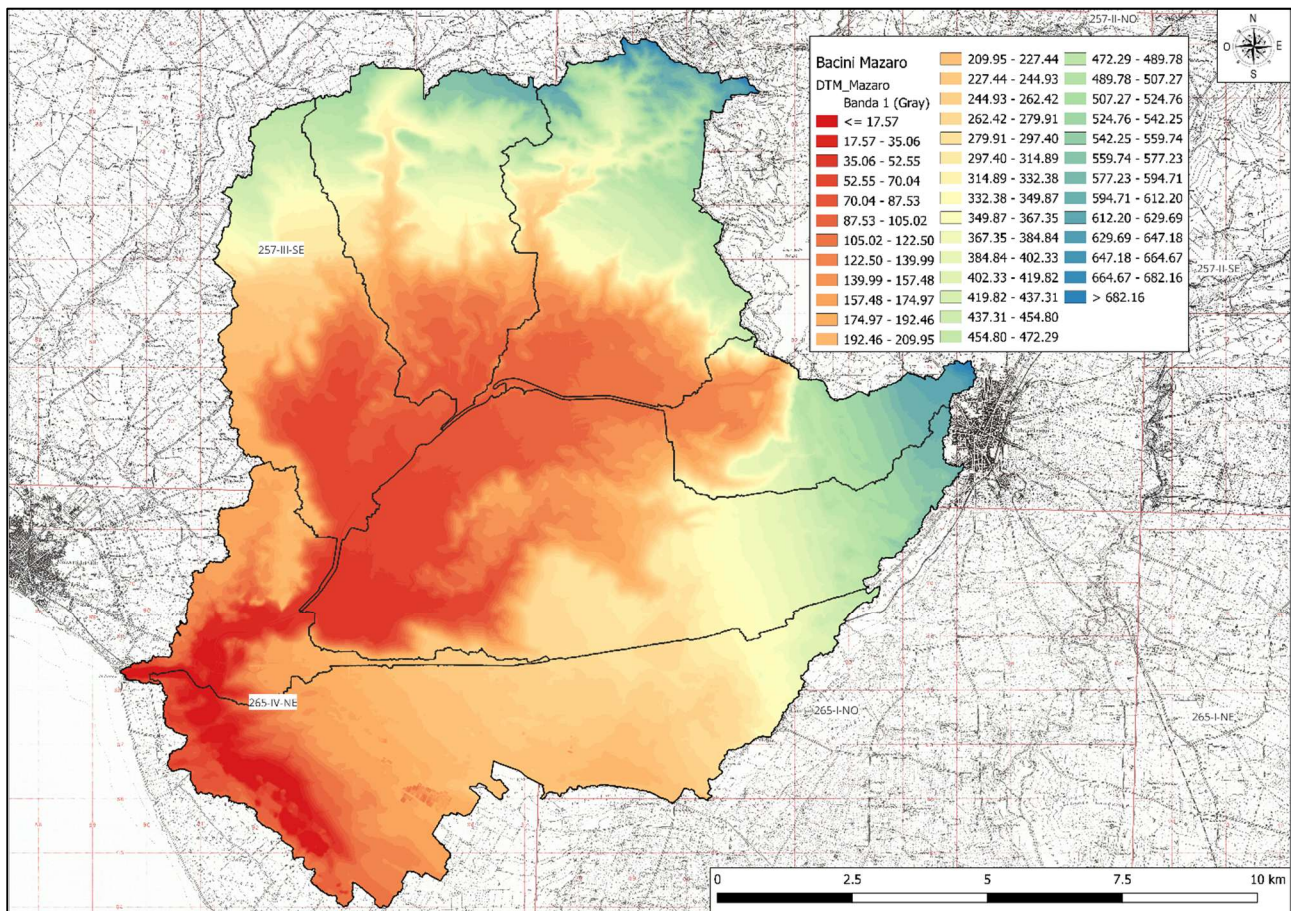 257-II-NO
N
O
E
S
Bacini Mazaro
DTM_Mazaro
Banda 1 (Gray)
<= 17.57
17.57 - 35.06
35.06 - 52.55
52.55 - 70.04
70.04 - 87.53
87.53 - 105.02
105.02 - 122.50
122.50 - 139.99
139.99 - 157.48
157.48 - 174.97
174.97 - 192.46
192.46 - 209.95
209.95 - 227.44
227.44 - 244.93
244.93 - 262.42
262.42 - 279.91
279.91 - 297.40
297.40 - 314.89
314.89 - 332.38
332.38 - 349.87
349.87 - 367.35
367.35 - 384.84
384.84 - 402.33
402.33 - 419.82
419.82 - 437.31
437.31 - 454.80
454.80 - 472.29
472.29 - 489.78
489.78 - 507.27
507.27 - 524.76
524.76 - 542.25
542.25 - 559.74
559.74 - 577.23
577.23 - 594.71
594.71 - 612.20
612.20 - 629.69
629.69 - 647.18
647.18 - 664.67
664.67 - 682.16
> 682.16
257-III-SE
257-II-SE
265-IV-NE
265-I-NO
265-I-NE
0
2.5
5
7.5
10 km